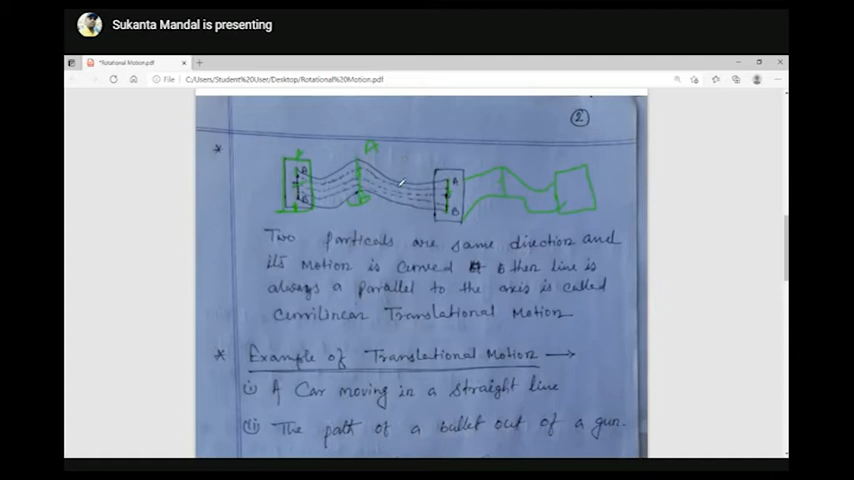 Sukanta Mandal is presenting
*Rotational Motion.pdf
File | C:/Users/Student%20User/Desktop/Rotational%20Motion.pdf
2
* A
A A
B B
Two particals are same direction and
its motion is curved then line is
always a parallel to the axis is called
Curvilinear Translational Motion
* Example of Translational Motion →
(i) A Car moving in a straight line
(ii) The path of a bullet out of a gun.